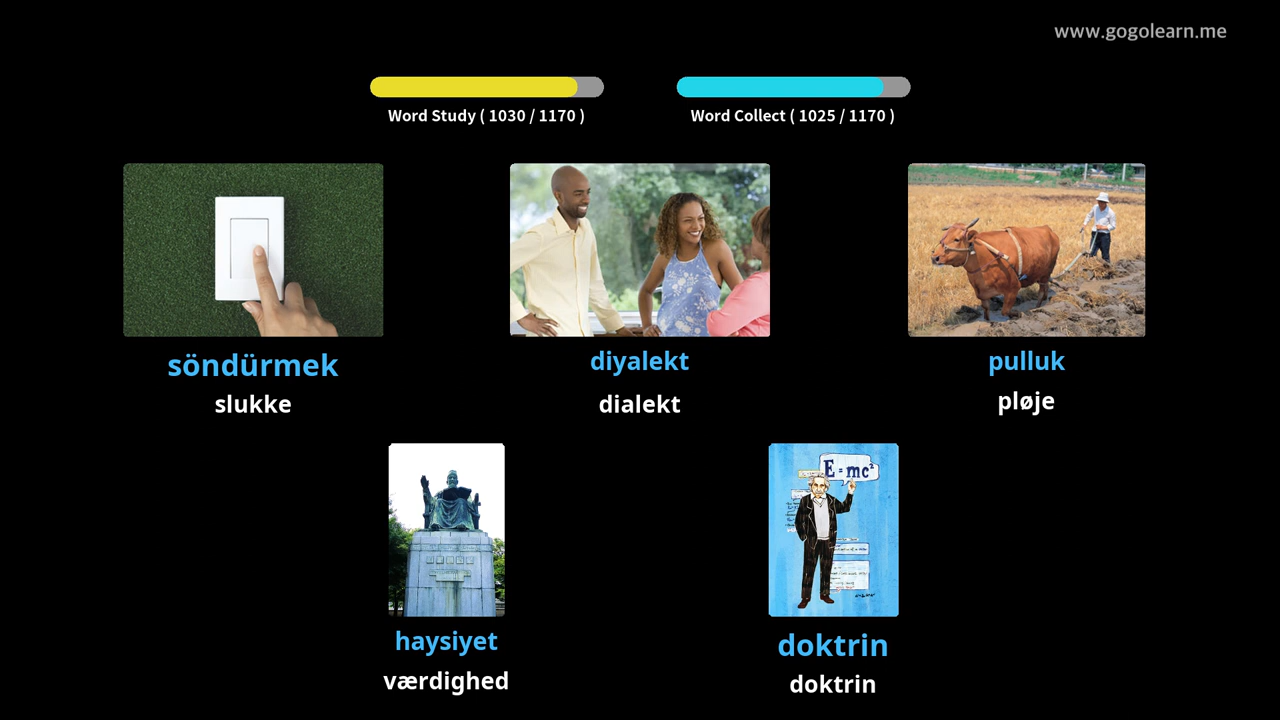 www.gogolearn.me
Word Study ( 1030 / 1170 )
Word Collect ( 1025 / 1170 )
söndürmek
slukke
diyalekt
dialekt
pulluk
pløje
E=mc²
haysiyet
værdighed
doktrin
doktrin